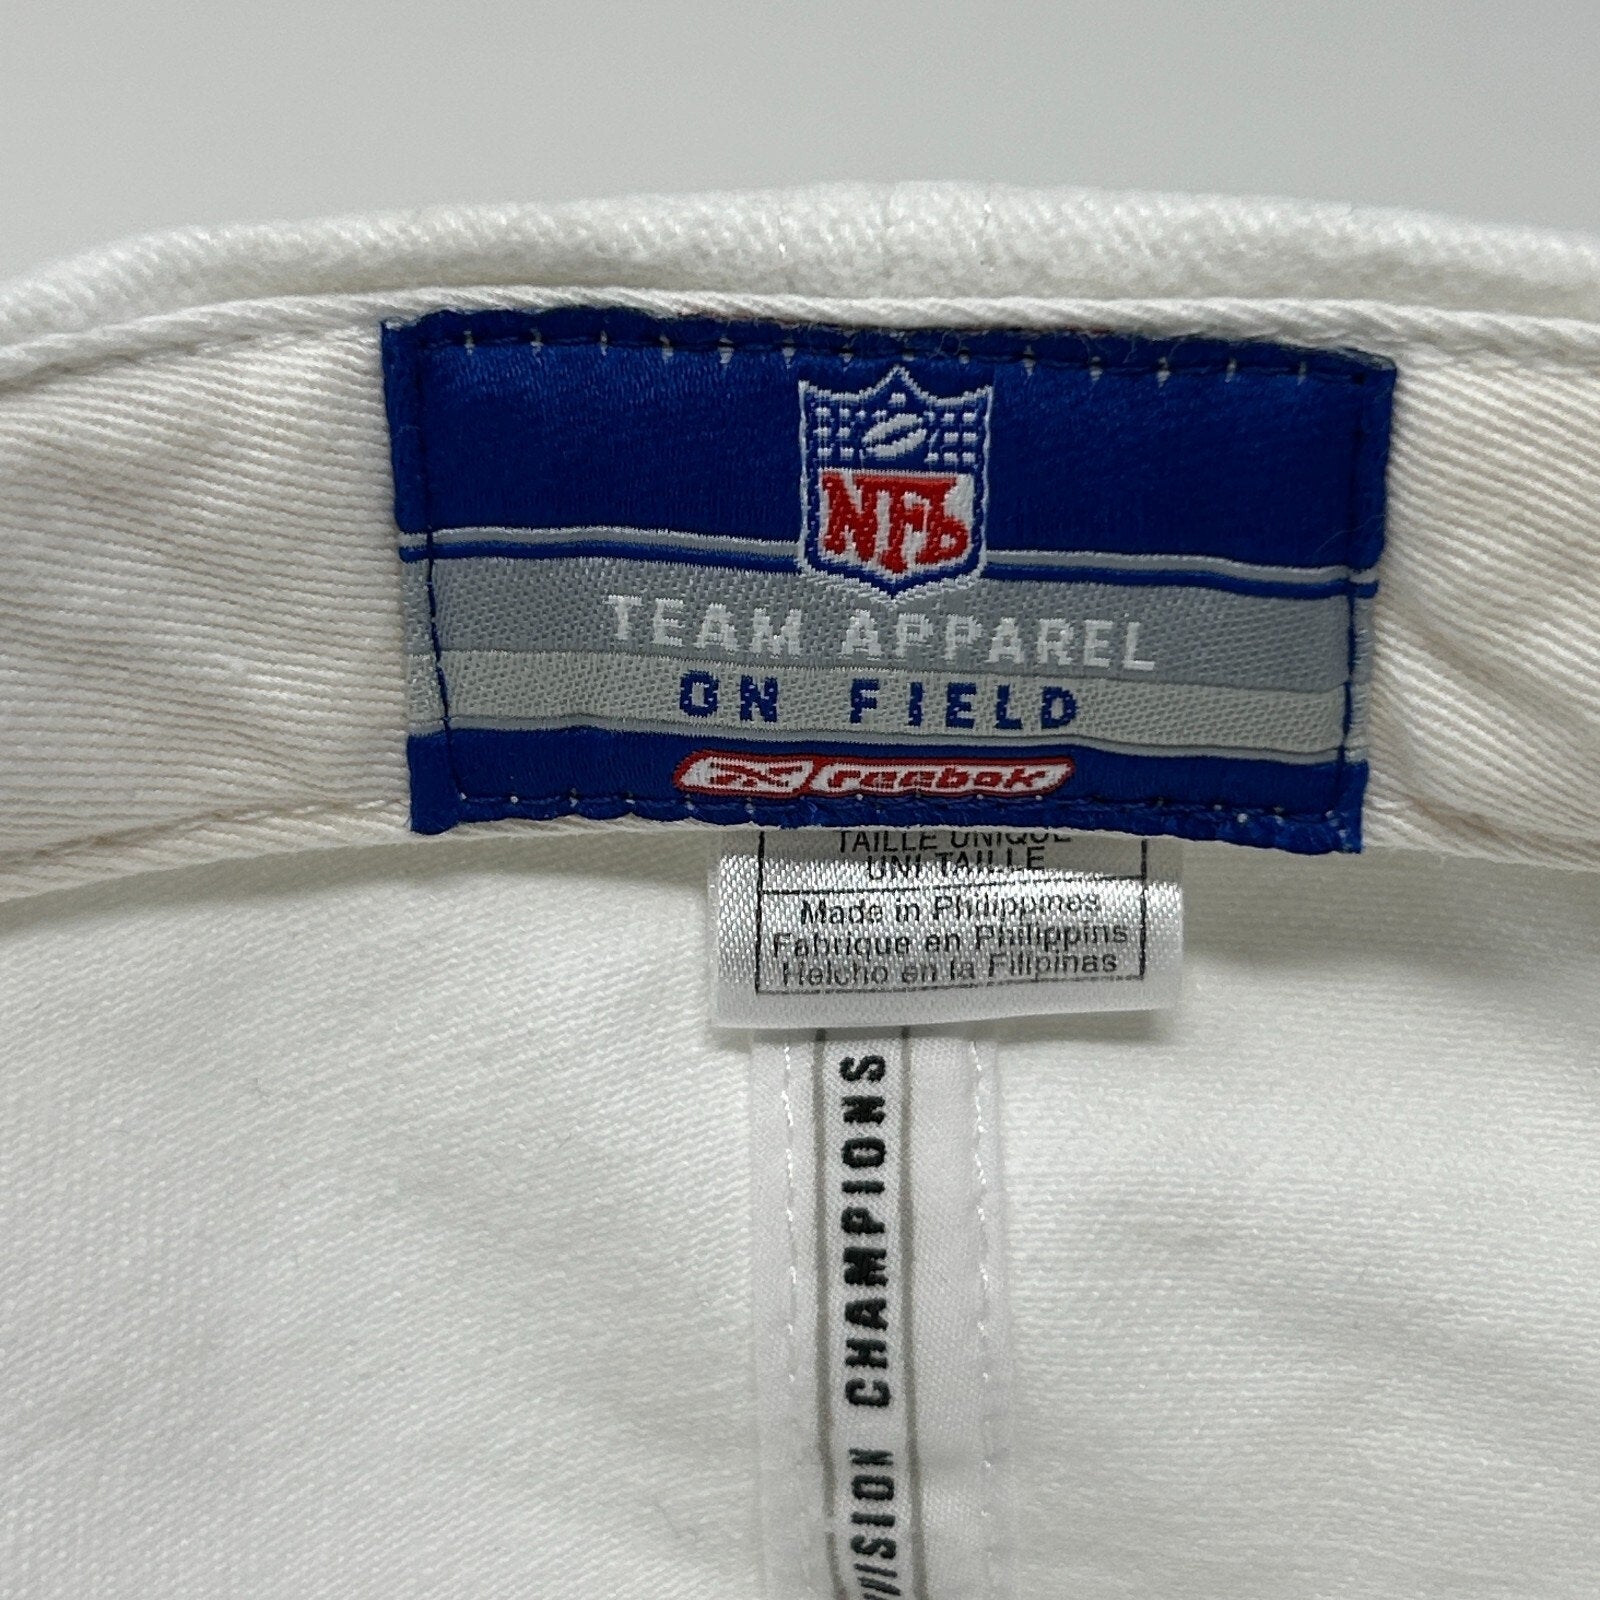 NFL
TEAM APPAREL
ON FIELD
Reebok
TAILLE UNIQUE
UNI TAILLE
Made in Philippines
Fabrique en Philippins
Helcho en la Filipinas
VISION CHAMPIONS